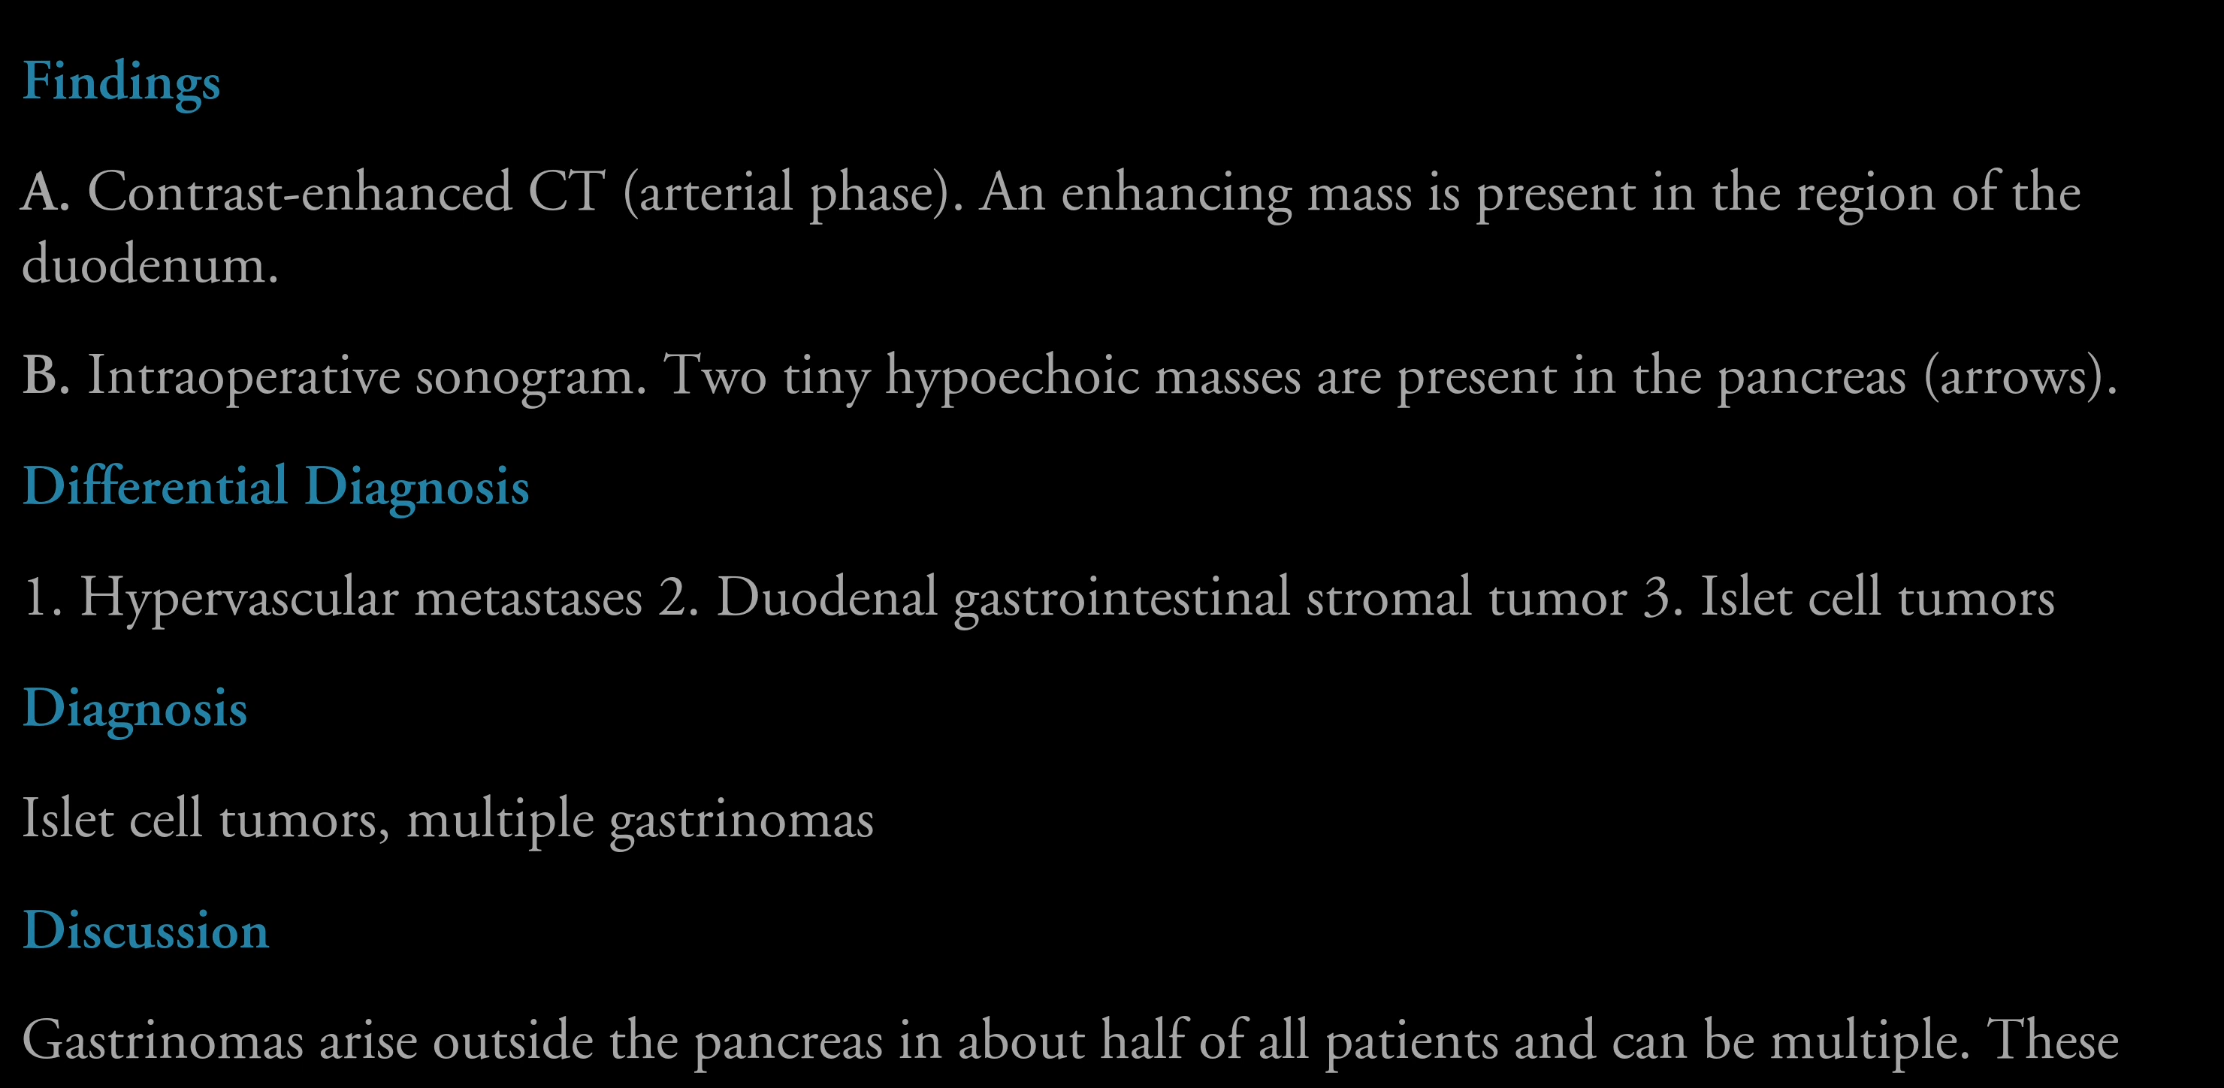 Findings
A. Contrast-enhanced CT (arterial phase). An enhancing mass is present in the region of the
duodenum.
B. Intraoperative sonogram. Two tiny hypoechoic masses are present in the pancreas (arrows).
Differential Diagnosis
1. Hypervascular metastases 2. Duodenal gastrointestinal stromal tumor 3. Islet cell tumors
Diagnosis
Islet cell tumors, multiple gastrinomas
Discussion
Gastrinomas arise outside the pancreas in about half of all patients and can be multiple. These